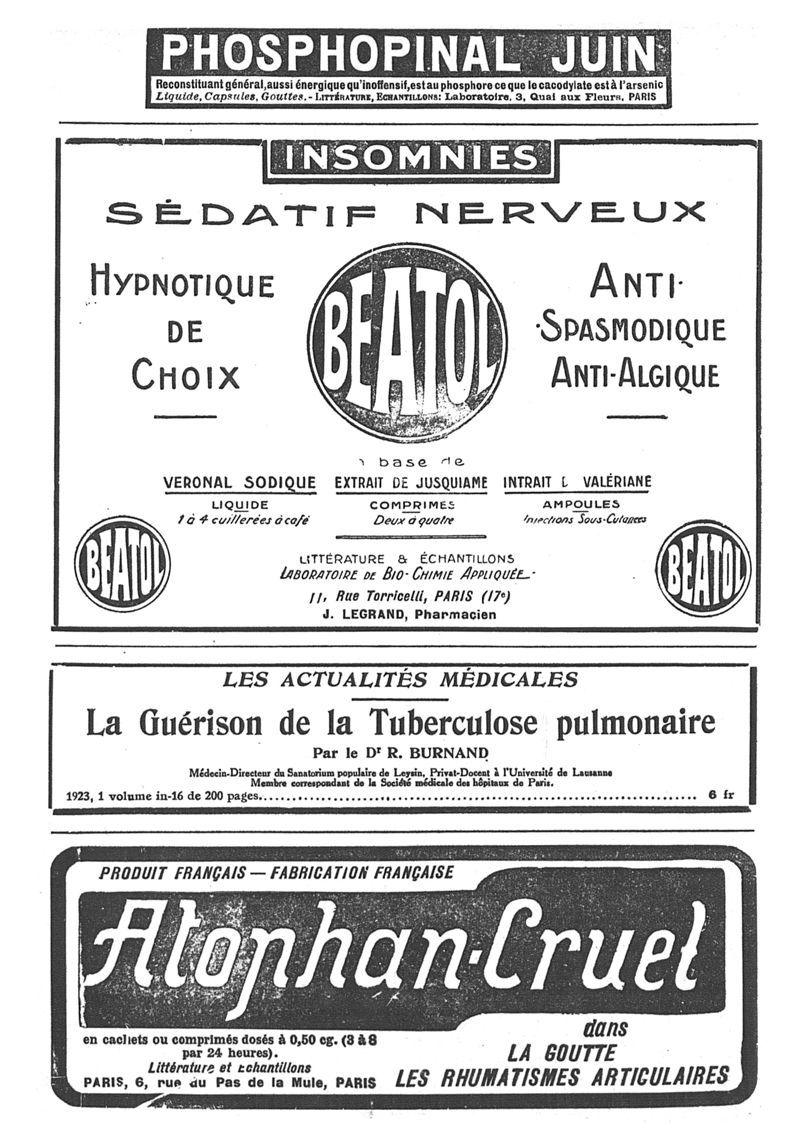 PHOSPHOPINAL JUIN
Reconstituant général, aussi énergique qu'inoffensif, est au phosphore ce que le cacodylate est à l'arsenic
Liquide, Capsules, Gouttes. - LITTÉRATURE, ECHANTILLONS: Laboratoire, 3, Quai aux Fleurs, PARIS
INSOMNIES
SÉDATIF NERVEUX
HYPNOTIQUE
DE
CHOIX
BEATOL
ANTI-
SPASMODIQUE
ANTI-ALGIQUE
base de
VERONAL SODIQUE EXTRAIT DE JUSQUIAME INTRAIT VALÉRIANE
LIQUIDE COMPRIMÉS AMPOULES
1 à 4 cuillerées à café Deux à quatre Injections Sous-Cutanées
BEATOL
BEATOL
LITTÉRATURE & ÉCHANTILLONS
LABORATOIRE DE BIO-CHIMIE APPLIQUÉE-
11, Rue Torricelli, PARIS (17e)
J. LEGRAND, Pharmacien
LES ACTUALITÉS MÉDICALES
La Guérison de la Tuberculose pulmonaire
Par le Dr R. BURNAND
Médecin-Directeur du Sanatorium populaire de Leysin, Privat-Docent à l'Université de Lausanne
Membre correspondant de la Société médicale des hôpitaux de Paris.
1923, 1 volume in-16 de 200 pages........ 6 fr
PRODUIT FRANÇAIS — FABRICATION FRANÇAISE
Atophan-Cruet
en cachets ou comprimés dosés à 0,50 cg. (3 à 8
par 24 heures).
Littérature et Echantillons
PARIS, 6, rue du Pas de la Mule, PARIS
dans
LA GOUTTE
LES RHUMATISMES ARTICULAIRES